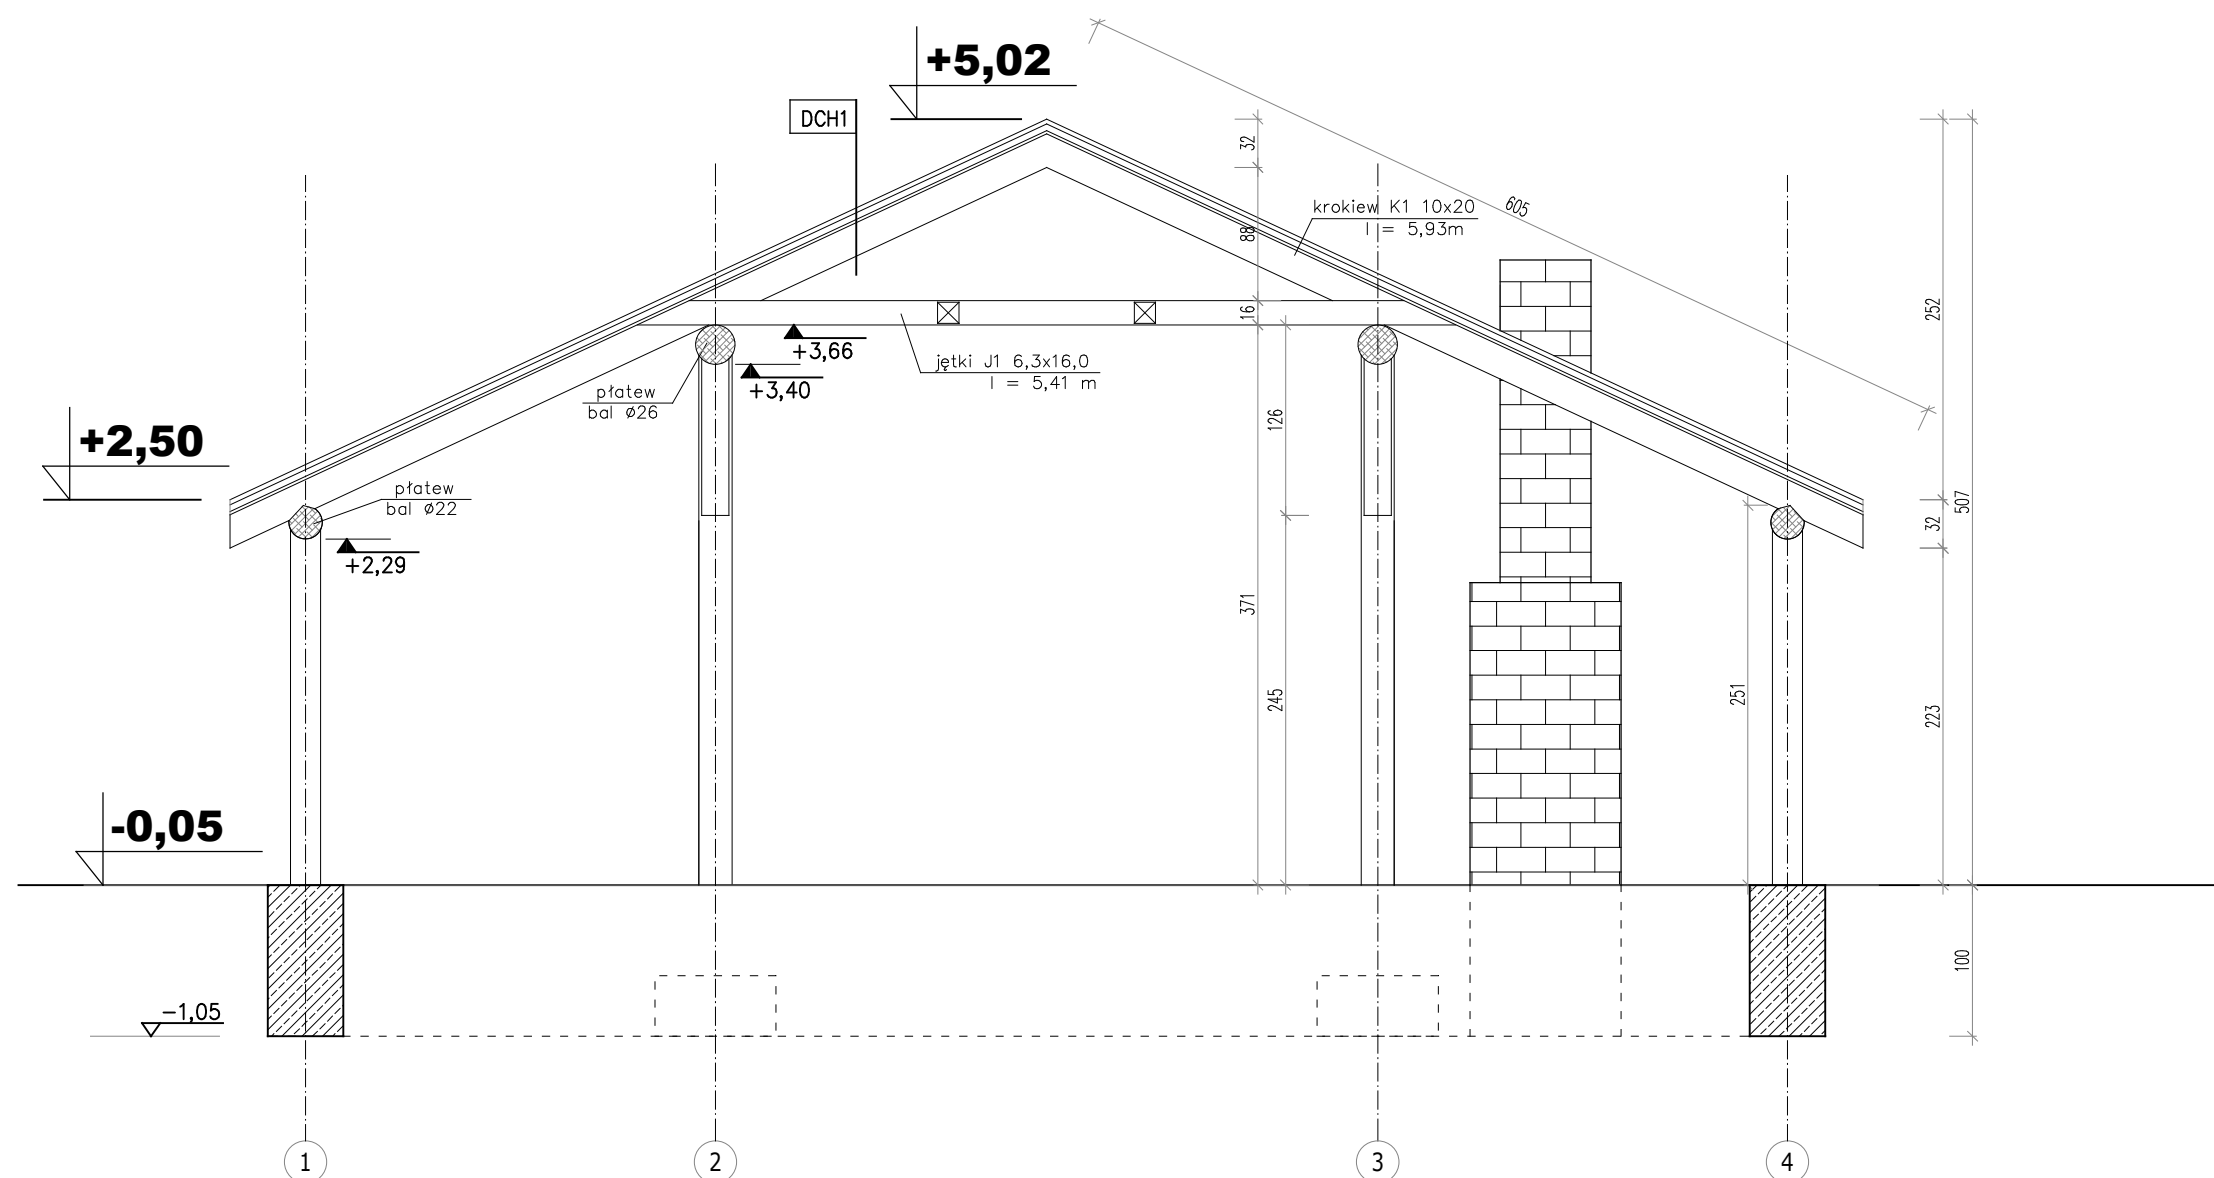 +5,02
DCH1
32
krokiew K1 10x20
l = 5,93m
605
88
252
16
+3,66
jętki J1 6,3x16,0
l = 5,41 m
+3,40
płatew
bal ø26
126
+2,50
płatew
bal ø22
507
32
+2,29
371
245
251
223
-0,05
100
-1,05
1
2
3
4